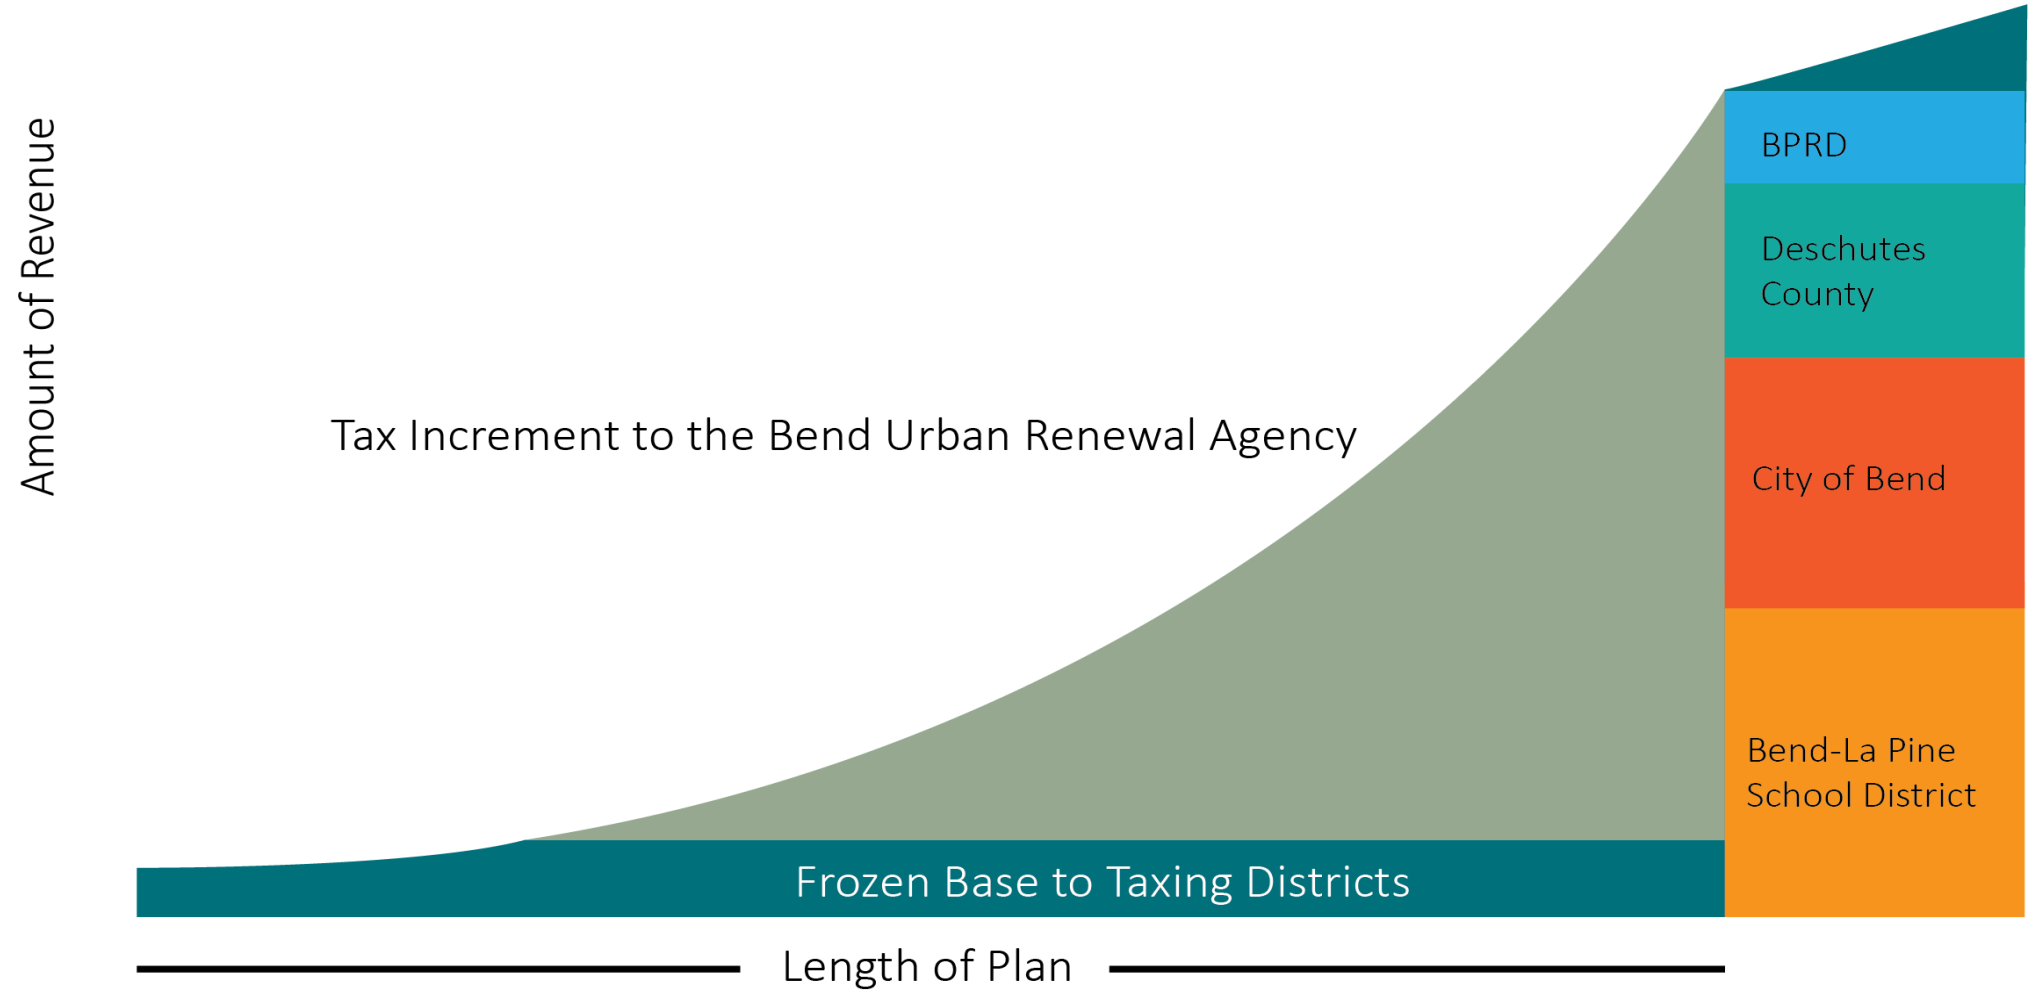 Amount of Revenue
Tax Increment to the Bend Urban Renewal Agency
BPRD
Deschutes
County
City of Bend
Bend-La Pine
School District
Frozen Base to Taxing Districts
Length of Plan